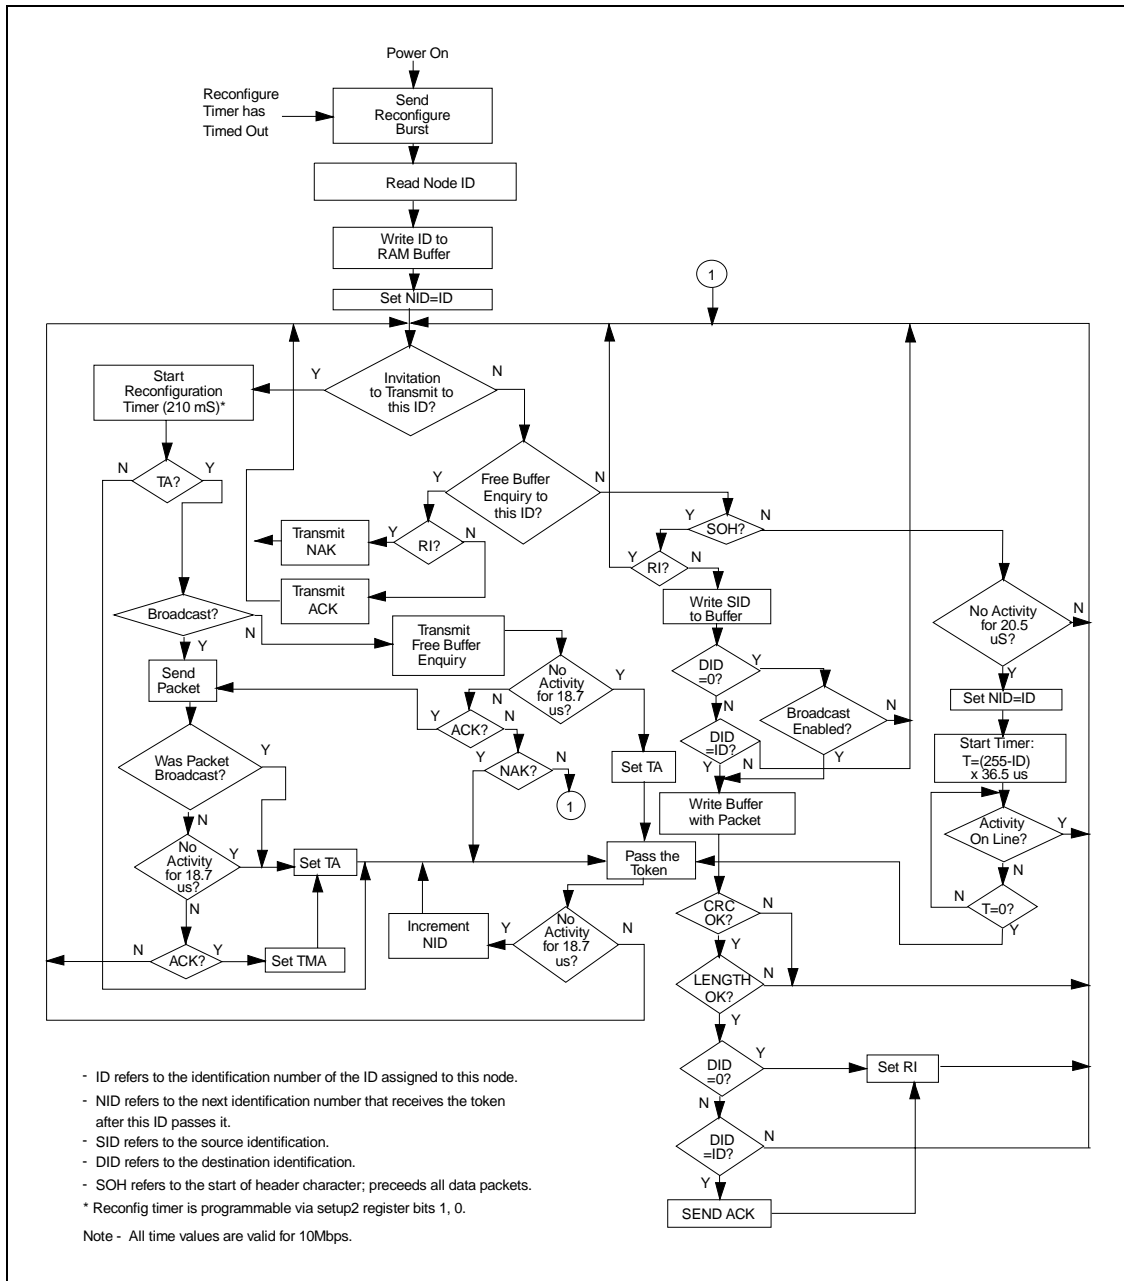 Power On
Reconfigure
Timer has
Timed Out
Send
Reconfigure
Burst
Read Node ID
Write ID to
RAM Buffer
Set NID=ID
1
Start
Reconfiguration
Timer (210 mS)*
Y
Invitation
to Transmit to
this ID?
N
N
TA?
Y
Y
Free Buffer
Enquiry to
this ID?
N
Transmit
NAK
Y
RI?
N
Transmit
ACK
Y
SOH?
N
Y
RI?
N
Write SID
to Buffer
No Activity
for 20.5
uS?
N
Y
Broadcast?
N
Y
Transmit
Free Buffer
Enquiry
No
Activity
for 18.7
us?
N
Y
DID
=0?
Y
N
Broadcast
Enabled?
N
Y
Set NID=ID
Start Timer:
T=(255-ID)
x 36.5 us
Send
Packet
Y
ACK?
N
Y
NAK?
N
1
Set TA
DID
=ID?
Y
N
Was Packet
Broadcast?
Y
N
Write Buffer
with Packet
Activity
On Line?
Y
N
T=0?
Y
No
Activity
for 18.7
us?
Y
N
Set TA
Pass the
Token
Increment
NID
Y
No
Activity
for 18.7
us?
N
CRC
OK?
N
Y
N
ACK?
Y
Set TMA
LENGTH
OK?
N
Y
DID
=0?
Y
N
Set RI
DID
=ID?
N
Y
SEND ACK
- ID refers to the identification number of the ID assigned to this node.
- NID refers to the next identification number that receives the token
after this ID passes it.
- SID refers to the source identification.
- DID refers to the destination identification.
- SOH refers to the start of header character; preceeds all data packets.
* Reconfig timer is programmable via setup2 register bits 1, 0.
Note - All time values are valid for 10Mbps.